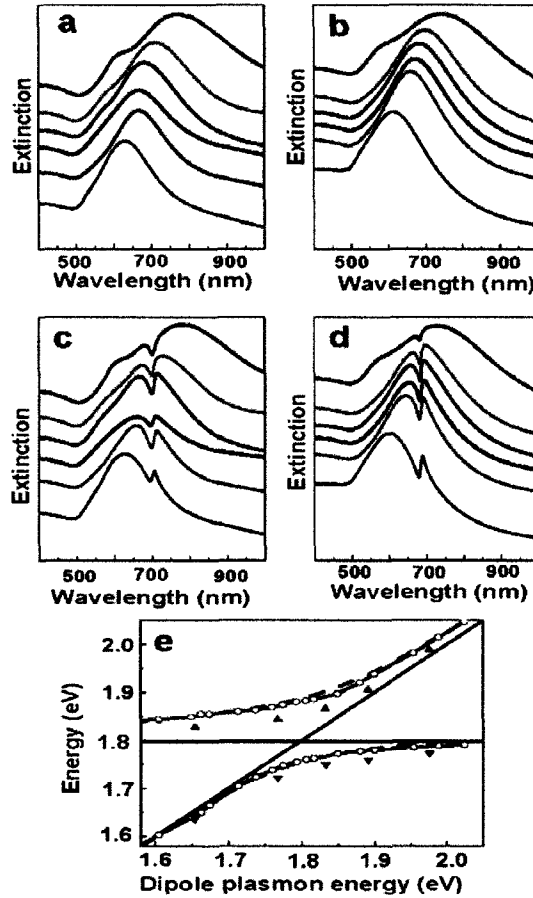 a
b
Extinction
Extinction
500 700 900
500 700 900
Wavelength (nm)
Wavelength (nm)
c
d
Extinction
Extinction
500 700 900
500 700 900
Wavelength (nm)
Wavelength (nm)
e
2.0
1.9
1.8
1.7
1.6
Energy (eV)
1.6 1.7 1.8 1.9 2.0
Dipole plasmon energy (eV)